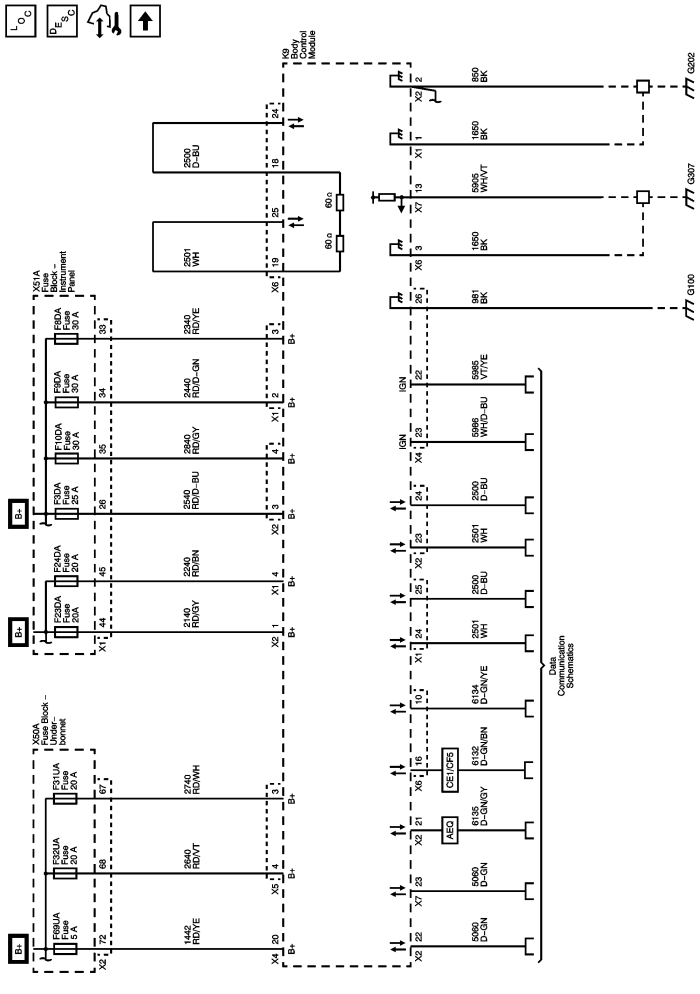 LOC
DESC
K9
Body
Control
Module
X50A
Fuse Block –
Under-
bonnet
X51A
Fuse
Block –
Instrument
Panel
B+
B+
B+
F69UA
Fuse
5 A
F32UA
Fuse
20 A
F31UA
Fuse
20 A
F23DA
Fuse
20A
F24DA
Fuse
20 A
F3DA
Fuse
25 A
F10DA
Fuse
30 A
F9DA
Fuse
30 A
F8DA
Fuse
30 A
X2
72
68
67
X1
44
45
26
35
34
33
1442
RD/YE
2640
RD/VT
2740
RD/WH
2140
RD/GY
2240
RD/BN
2540
RD/D-BU
2840
RD/GY
2440
RD/D-GN
2340
RD/YE
2501
WH
2500
D-BU
X4
20
X5
4
3
X2
1
X1
4
X2
3
4
X1
2
3
X6
19
25
18
24
B+
B+
B+
B+
B+
B+
B+
B+
B+
60 Ω
60 Ω
IGN
IGN
X2
22
X7
23
X2
21
X6
16
10
X1
24
25
X2
23
24
X4
23
22
26
X6
3
X7
13
X1
1
X2
2
5060
D-GN
5060
D-GN
AEQ
6135
D-GN/GY
CE1/CF5
6132
D-GN/BN
6134
D-GN/YE
2501
WH
2500
D-BU
2501
WH
2500
D-BU
5986
WH/D-BU
5985
VT/YE
981
BK
1650
BK
5905
WH/VT
1650
BK
850
BK
Data
Communication
Schematics
G100
G307
G202